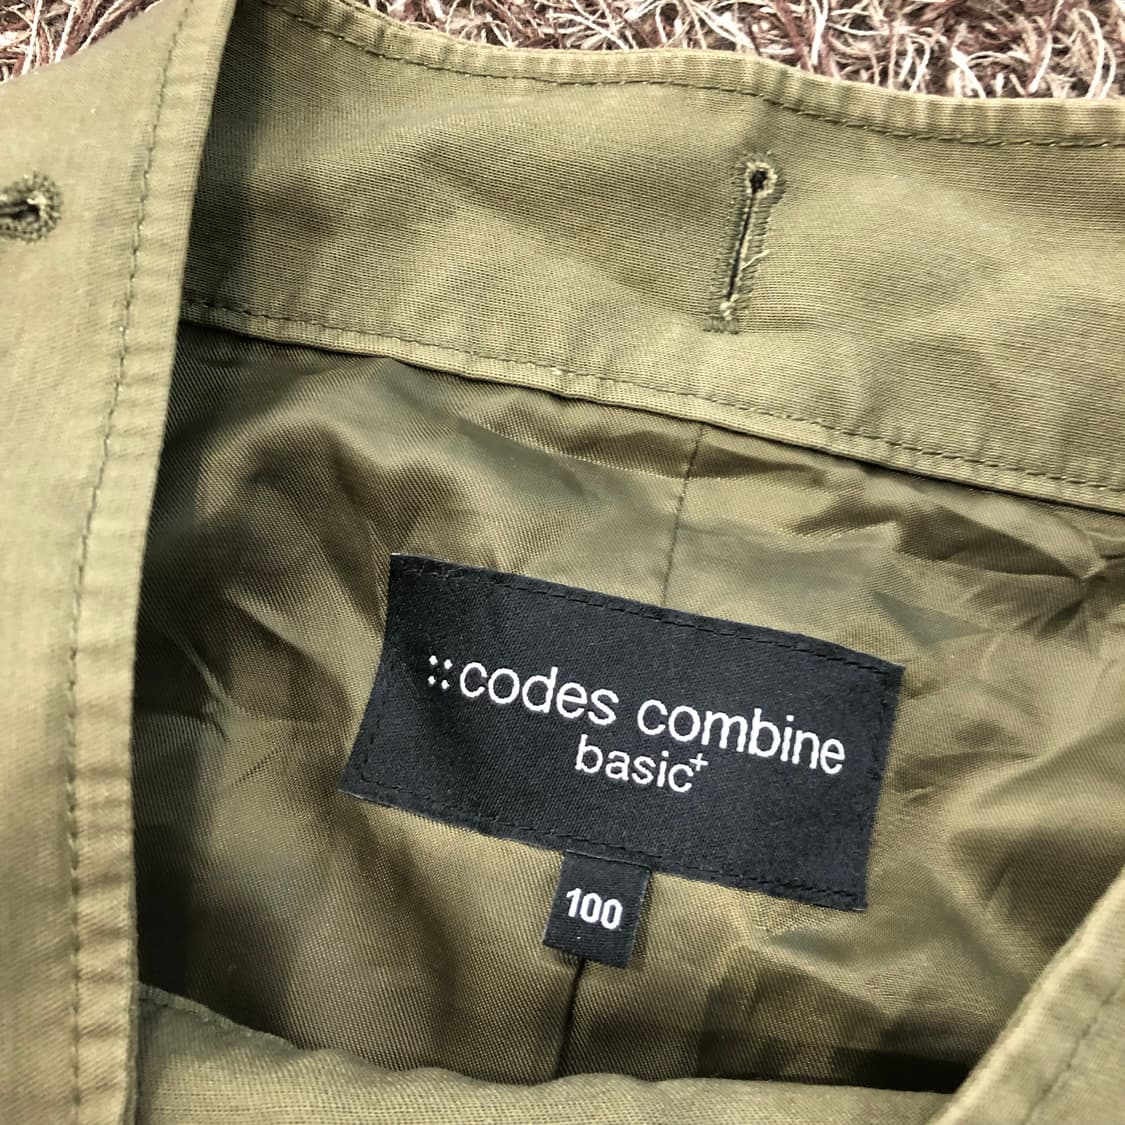 ::codes combine
basic+
100